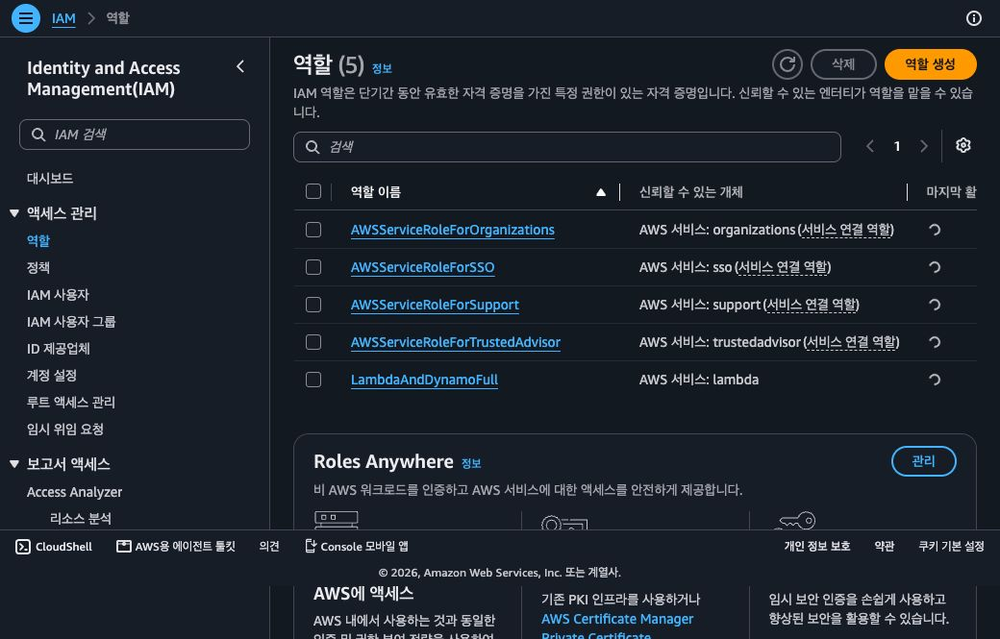 IAM > 역할
Identity and Access
Management(IAM)
IAM 검색
대시보드
액세스 관리
역할
정책
IAM 사용자
IAM 사용자 그룹
ID 제공업체
계정 설정
루트 액세스 관리
임시 위임 요청
보고서 액세스
Access Analyzer
리소스 분석
역할 (5) 정보
삭제
역할 생성
IAM 역할은 단기간 동안 유효한 자격 증명을 가진 특정 권한이 있는 자격 증명입니다. 신뢰할 수 있는 엔터티가 역할을 맡을 수 있습
니다.
검색
1
역할 이름 신뢰할 수 있는 개체 마지막 활
AWSServiceRoleForOrganizations AWS 서비스: organizations (서비스 연결 역할)
AWSServiceRoleForSSO AWS 서비스: sso (서비스 연결 역할)
AWSServiceRoleForSupport AWS 서비스: support (서비스 연결 역할)
AWSServiceRoleForTrustedAdvisor AWS 서비스: trustedadvisor (서비스 연결 역할)
LambdaAndDynamoFull AWS 서비스: lambda
Roles Anywhere 정보
관리
비 AWS 워크로드를 인증하고 AWS 서비스에 대한 액세스를 안전하게 제공합니다.
CloudShell AWS용 에이전트 툴킷 의견 Console 모바일 앱 개인 정보 보호 약관 쿠키 기본 설정
© 2026, Amazon Web Services, Inc. 또는 계열사.
AWS에 액세스
AWS 내에서 사용하는 것과 동일한
인증 및 권한 부여 전략을 사용하여
기존 PKI 인프라를 사용하거나
AWS Certificate Manager
Private Certificate
임시 보안 인증을 손쉽게 사용하고
향상된 보안을 활용할 수 있습니다.